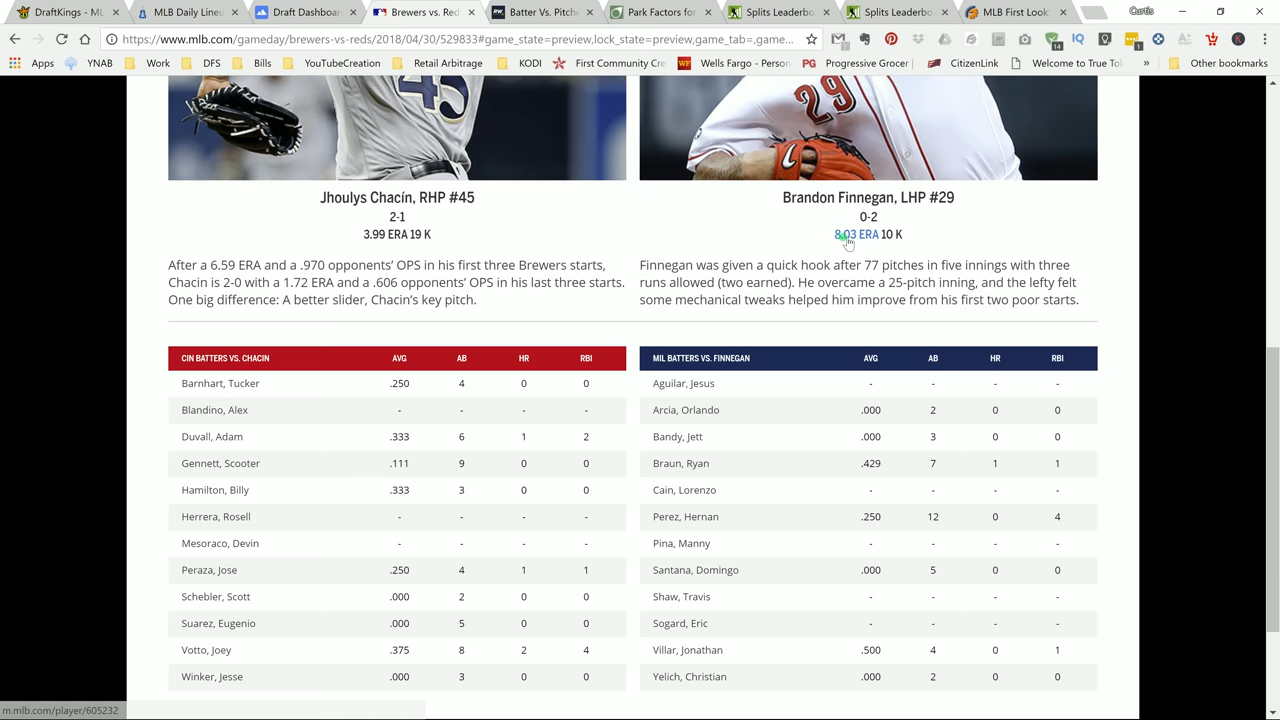 DraftKings - ML
MLB Daily Lineu
Draft Dashboar
Brewers vs. Red
Batter Vs. Pitche
Park Factors for
Splits Leaderbo
Splits Leaderbo
MLB First Look
Curtis
https://www.mlb.com/gameday/brewers-vs-reds/2018/04/30/529833#game_state=preview,lock_state=preview,game_tab=,game...
Apps YNAB Work DFS Bills YouTubeCreation Retail Arbitrage KODI First Community Cre Wells Fargo - Person Progressive Grocer CitizenLink Welcome to True To » Other bookmarks
45
29
Jhoulys Chacín, RHP #45
2-1
3.99 ERA 19 K
After a 6.59 ERA and a .970 opponents' OPS in his first three Brewers starts,
Chacin is 2-0 with a 1.72 ERA and a .606 opponents' OPS in his last three starts.
One big difference: A better slider, Chacin's key pitch.
Brandon Finnegan, LHP #29
0-2
8.03 ERA 10 K
Finnegan was given a quick hook after 77 pitches in five innings with three
runs allowed (two earned). He overcame a 25-pitch inning, and the lefty felt
some mechanical tweaks helped him improve from his first two poor starts.
CIN BATTERS VS. CHACIN AVG AB HR RBI
Barnhart, Tucker .250 4 0 0
Blandino, Alex - - - -
Duvall, Adam .333 6 1 2
Gennett, Scooter .111 9 0 0
Hamilton, Billy .333 3 0 0
Herrera, Rosell - - - -
Mesoraco, Devin - - - -
Peraza, Jose .250 4 1 1
Schebler, Scott .000 2 0 0
Suarez, Eugenio .000 5 0 0
Votto, Joey .375 8 2 4
Winker, Jesse .000 3 0 0
MIL BATTERS VS. FINNEGAN AVG AB HR RBI
Aguilar, Jesus - - - -
Arcia, Orlando .000 2 0 0
Bandy, Jett .000 3 0 0
Braun, Ryan .429 7 1 1
Cain, Lorenzo - - - -
Perez, Hernan .250 12 0 4
Pina, Manny - - - -
Santana, Domingo .000 5 0 0
Shaw, Travis - - - -
Sogard, Eric - - - -
Villar, Jonathan .500 4 0 1
Yelich, Christian .000 2 0 0
m.mlb.com/player/605232